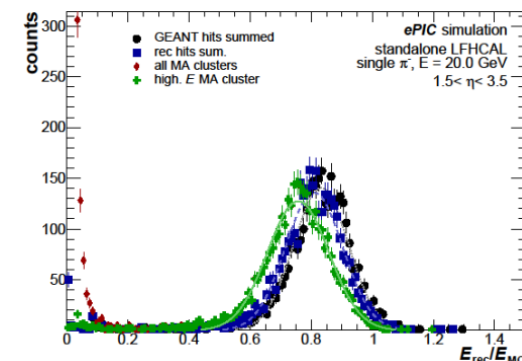 counts
350
300
250
200
150
100
50
0 0.2 0.4 0.6 0.8 1 1.2 1.4
E_rec/E_MC
GEANT hits summed
rec hits sum.
all MA clusters
high. E MA cluster
ePIC simulation
standalone LFHCAL
single π⁻, E = 20.0 GeV
1.5< η< 3.5